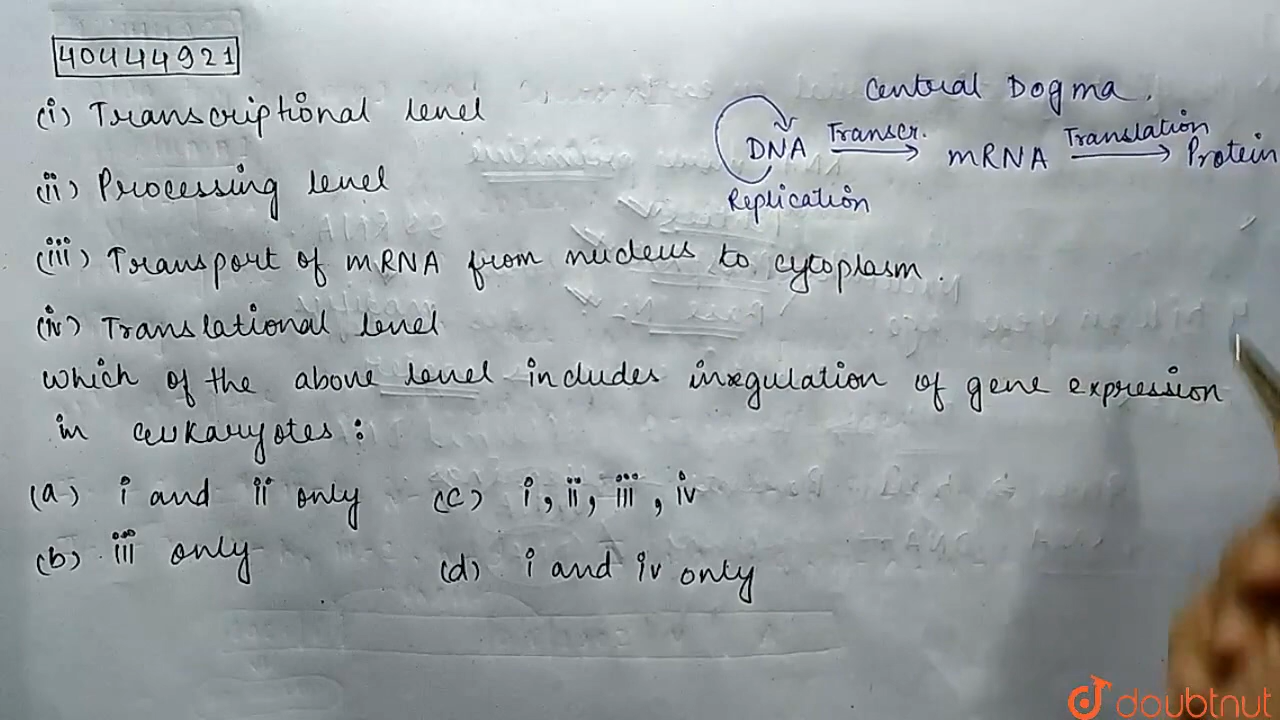 40444921
(i) Transcriptional level
(ii) Processing level
(iii) Transport of mRNA from nucleus to cytoplasm.
(iv) Translational level
which of the above level includes inregulation of gene expression
in eukaryotes:
(a) i and ii only
(c) i, ii, iii, iv
(b) iii only
(d) i and iv only
Central Dogma.
DNA Transcr. mRNA Translation Protein
Replication
doubtnut